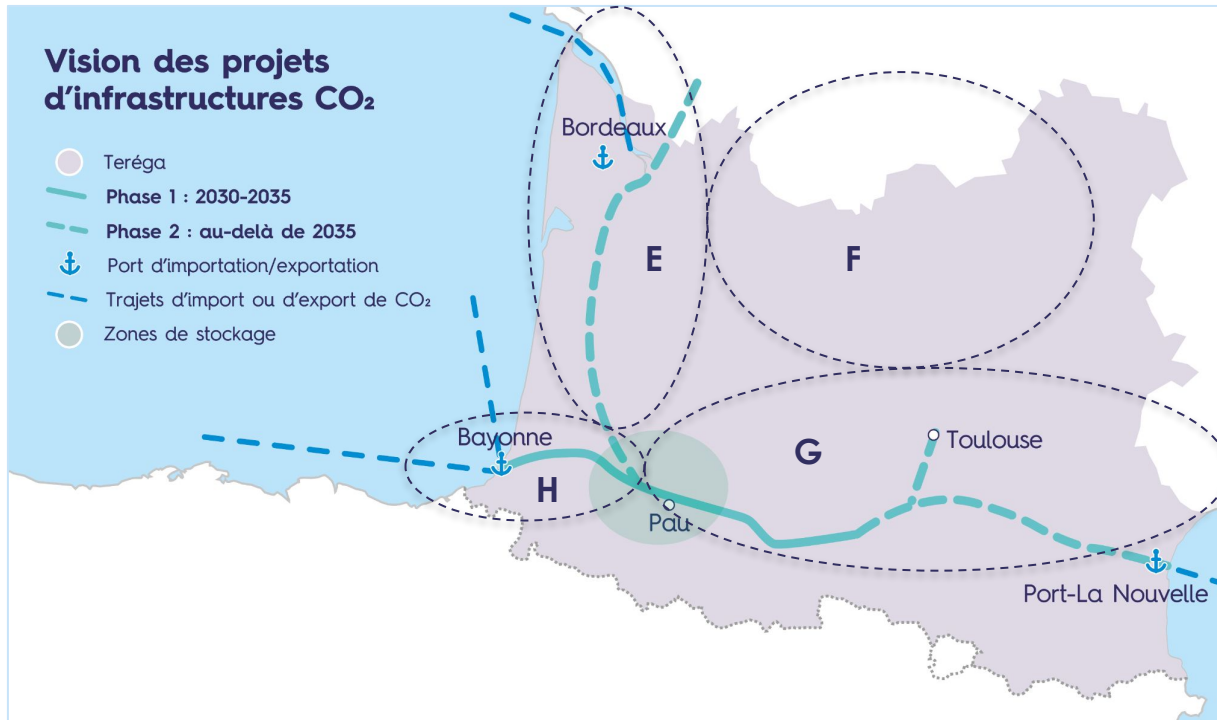 Vision des projets
d'infrastructures CO₂
Teréga
Phase 1 : 2030-2035
Phase 2 : au-delà de 2035
Port d'importation/exportation
Trajets d'import ou d'export de CO₂
Zones de stockage
Bordeaux
E
F
Bayonne
Toulouse
G
H
Pau
Port-La Nouvelle